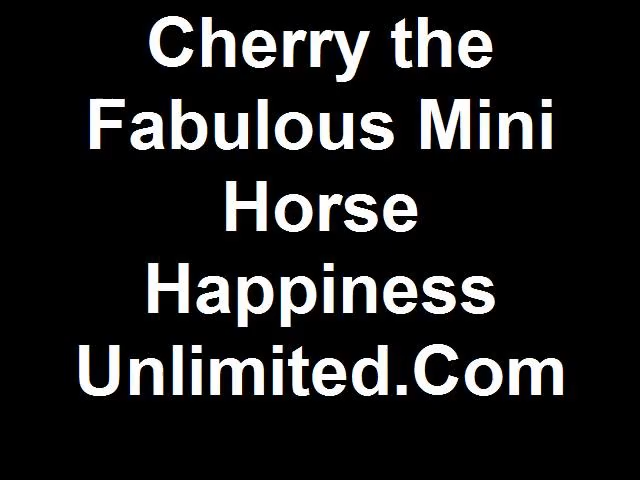 Cherry the
Fabulous Mini
Horse
Happiness
Unlimited.Com